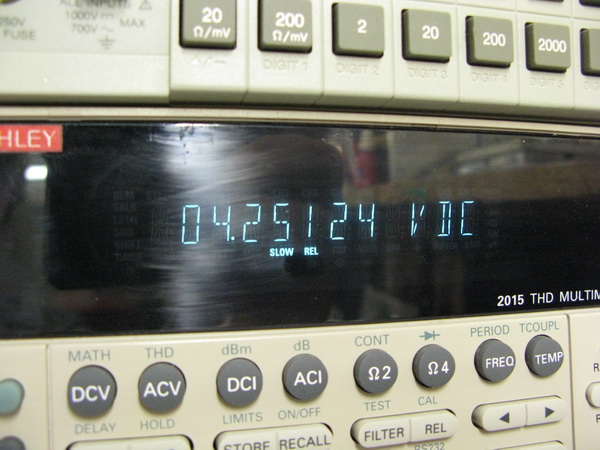 ALL INPUTS
250V
1000V
MAX
FUSE
700V~
20
Ω/mV
200
Ω/mV
2
20
200
2000
+/−
DIGIT 1
DIGIT 2
DIGIT 3
DIGIT 4
DIGIT 5
HLEY
04.25124 VDC
SLOW REL
2015 THD MULTIM
MATH THD dBm dB CONT PERIOD TCOUPL
DCV ACV DCI ACI Ω2 Ω4 FREQ TEMP
DELAY HOLD LIMITS ON/OFF TEST CAL
STORE RECALL FILTER REL
RS232
R